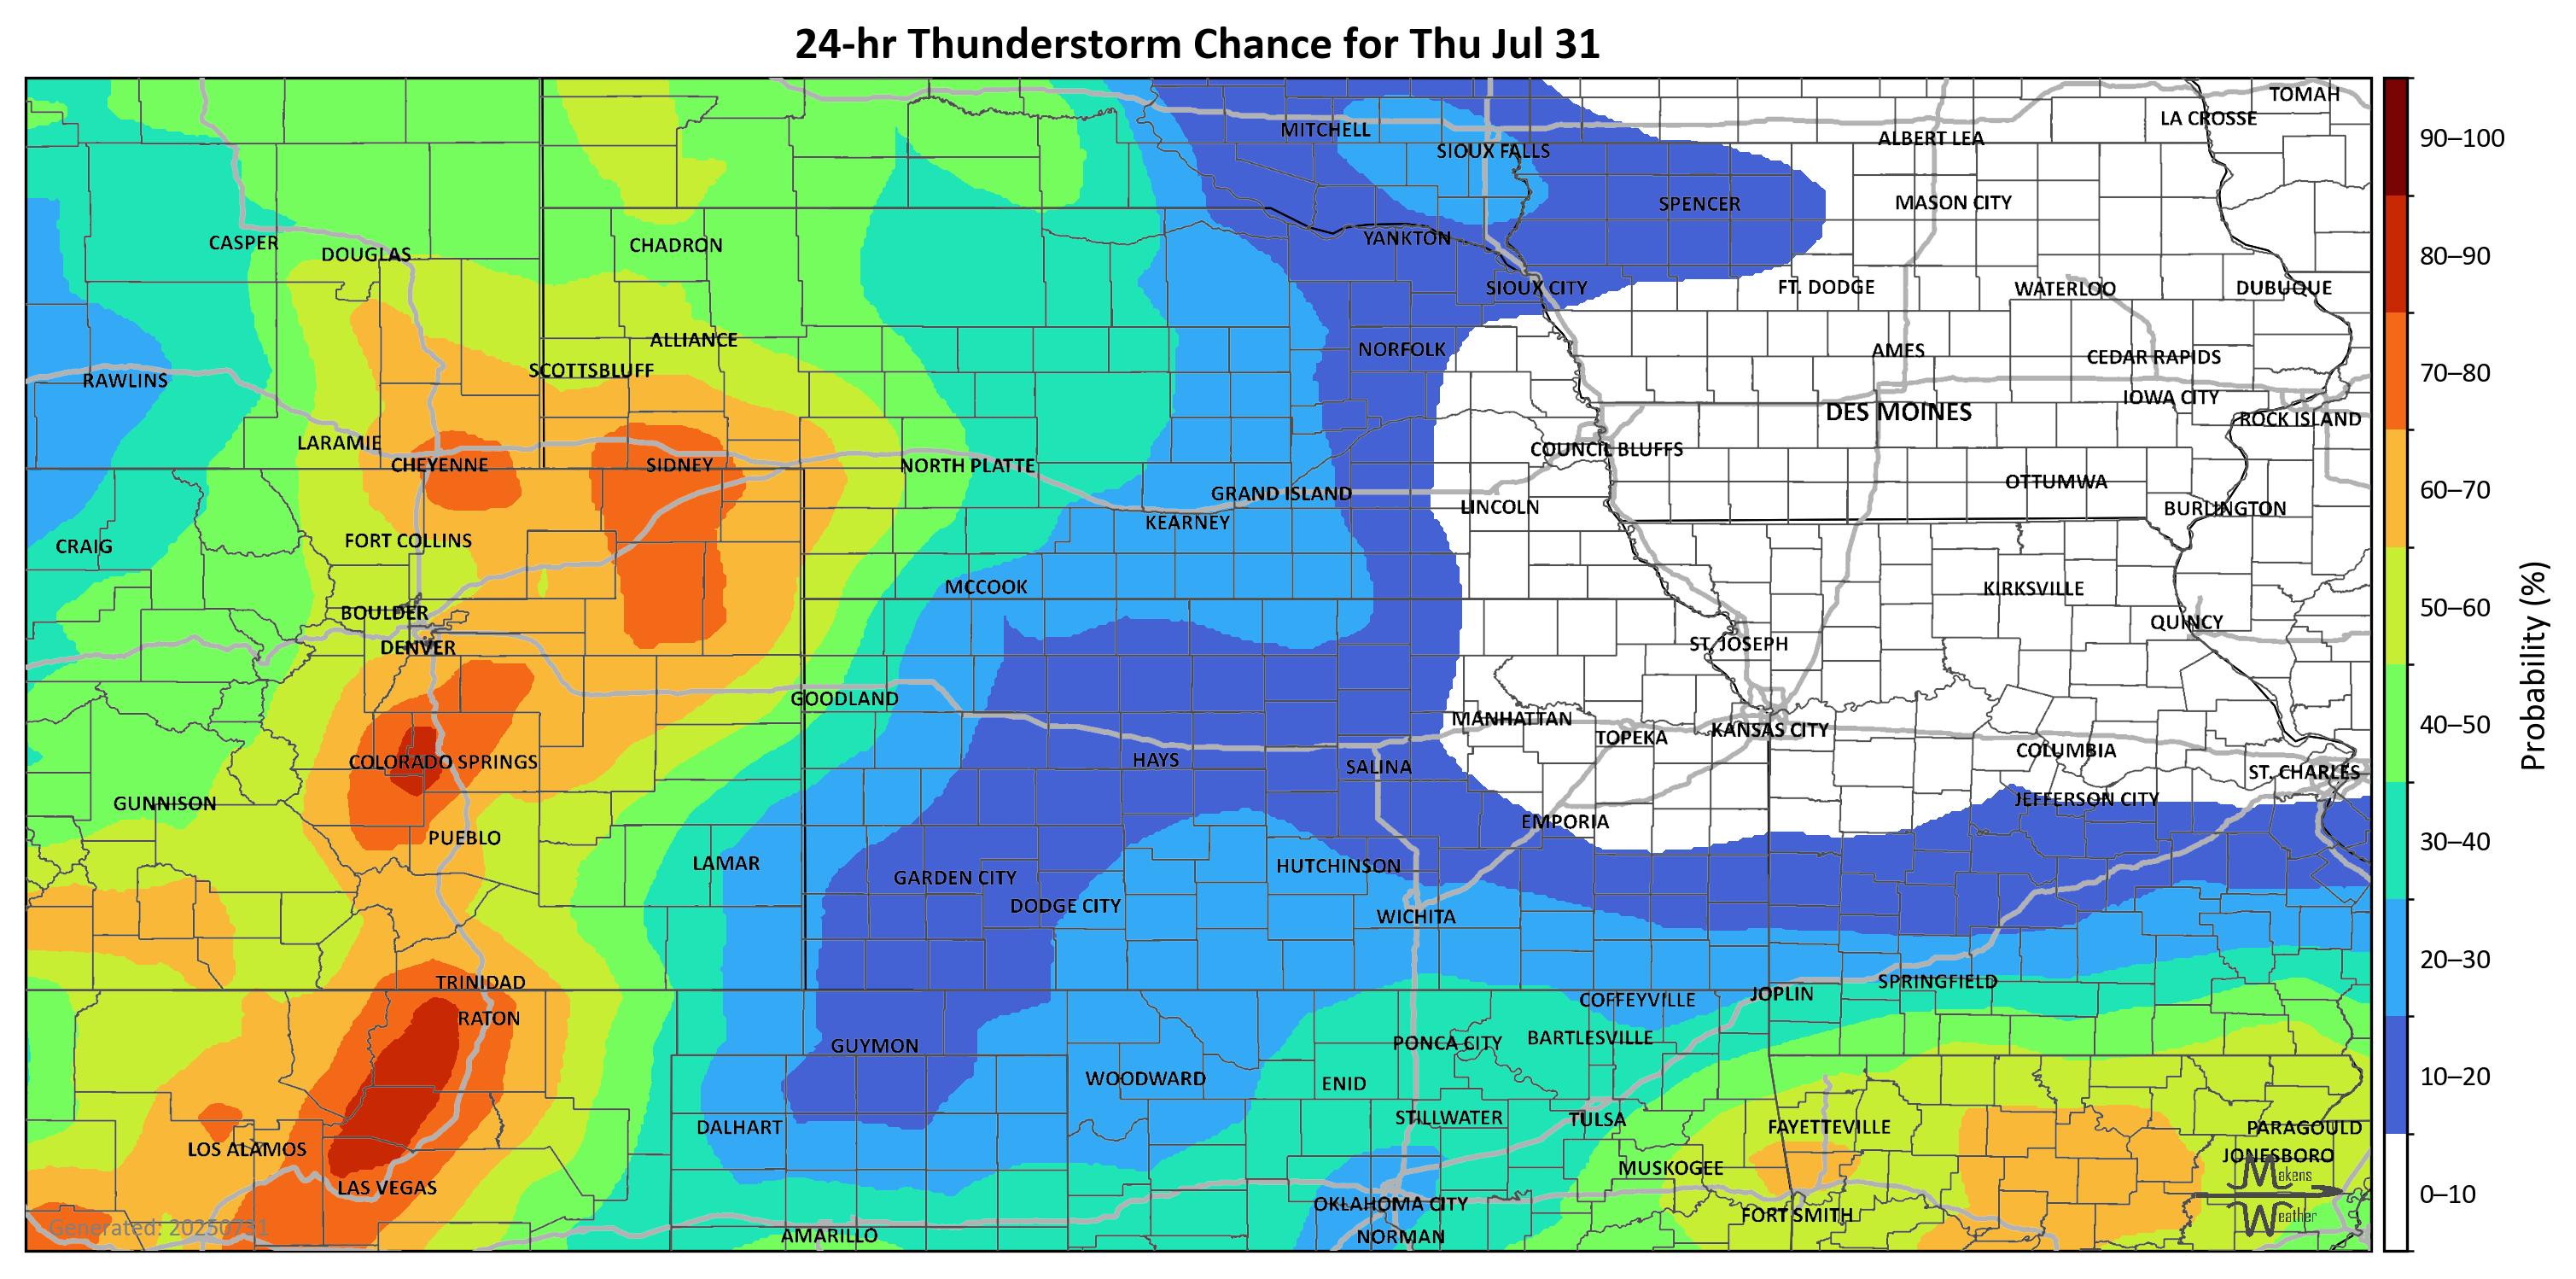 24-hr Thunderstorm Chance for Thu Jul 31
TOMAH
LA CROSSE
MITCHELL
ALBERT LEA
90–100
SIOUX FALLS
SPENCER
MASON CITY
CASPER
DOUGLAS
CHADRON
YANKTON
80–90
SIOUX CITY
FT. DODGE
WATERLOO
DUBUQUE
ALLIANCE
NORFOLK
AMES
CEDAR RAPIDS
RAWLINS
SCOTTSBLUFF
70–80
IOWA CITY
DES MOINES
ROCK ISLAND
LARAMIE
COUNCIL BLUFFS
CHEYENNE
SIDNEY
NORTH PLATTE
OTTUMWA
60–70
GRAND ISLAND
LINCOLN
BURLINGTON
KEARNEY
CRAIG
FORT COLLINS
MCCOOK
KIRKSVILLE
50–60
BOULDER
QUINCY
DENVER
ST. JOSEPH
GOODLAND
MANHATTAN
TOPEKA
KANSAS CITY
40–50
COLUMBIA
COLORADO SPRINGS
HAYS
SALINA
ST. CHARLES
GUNNISON
JEFFERSON CITY
PUEBLO
EMPORIA
30–40
LAMAR
GARDEN CITY
HUTCHINSON
DODGE CITY
WICHITA
20–30
TRINIDAD
SPRINGFIELD
COFFEYVILLE
JOPLIN
RATON
GUYMON
PONCA CITY
BARTLESVILLE
WOODWARD
ENID
10–20
DALHART
STILLWATER
TULSA
FAYETTEVILLE
PARAGOULD
LOS ALAMOS
MUSKOGEE
JONESBORO
Makens
LAS VEGAS
OKLAHOMA CITY
0–10
Weather
FORT SMITH
Generated: 20250731
AMARILLO
NORMAN
Probability (%)